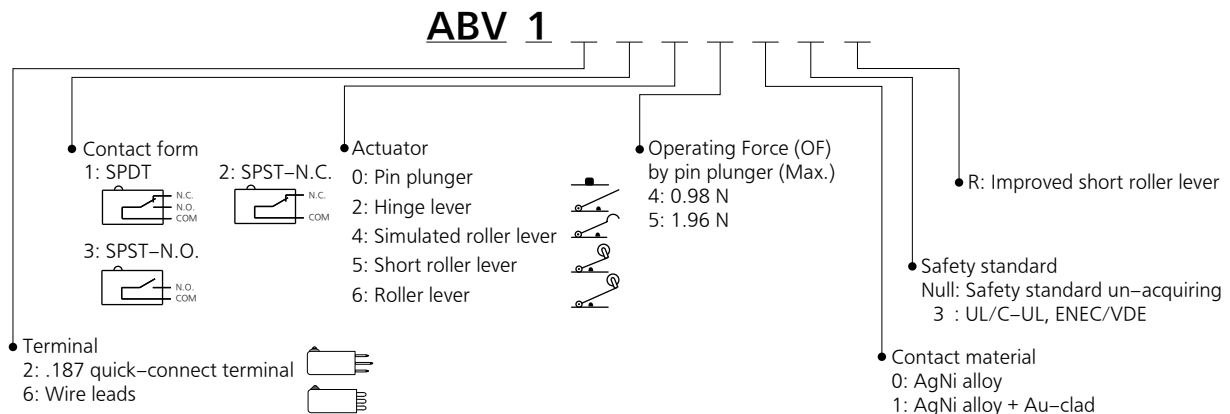 ABV 1
Contact form
1: SPDT
N.C.
N.O.
COM
2: SPST–N.C.
N.C.
COM
3: SPST–N.O.
N.O.
COM
Actuator
0: Pin plunger
2: Hinge lever
4: Simulated roller lever
5: Short roller lever
6: Roller lever
Operating Force (OF)
by pin plunger (Max.)
4: 0.98 N
5: 1.96 N
R: Improved short roller lever
Safety standard
Null: Safety standard un–acquiring
3 : UL/C–UL, ENEC/VDE
Terminal
2: .187 quick–connect terminal
6: Wire leads
Contact material
0: AgNi alloy
1: AgNi alloy + Au–clad